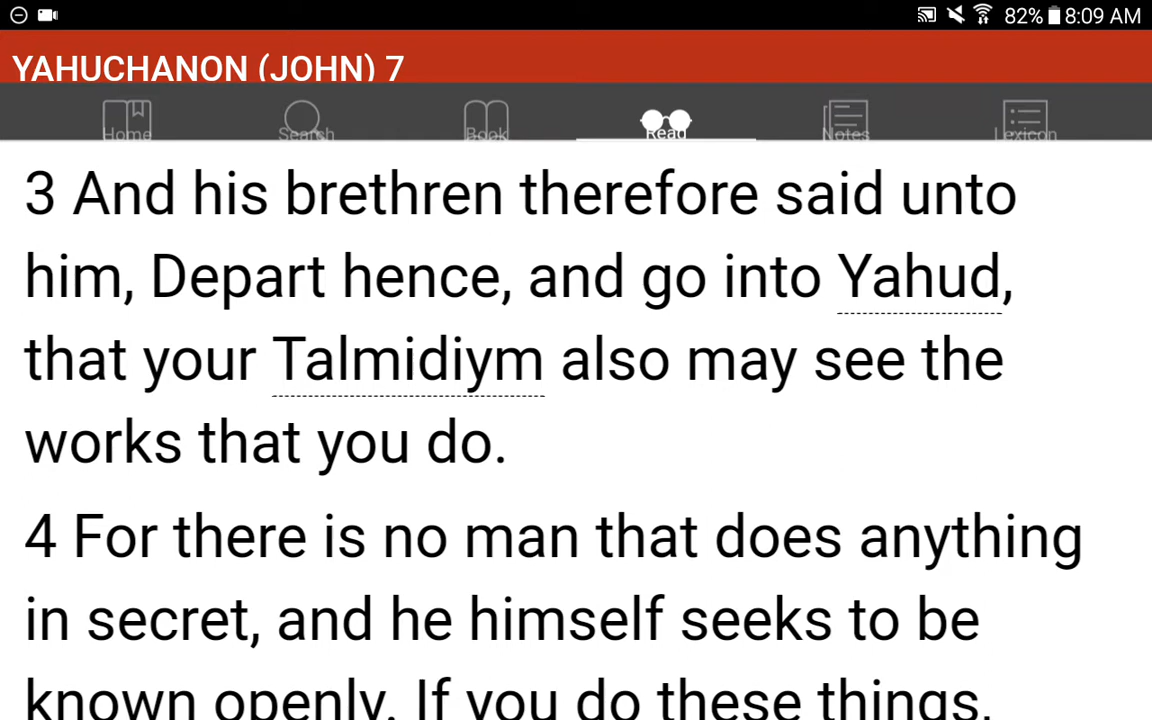 82% 8:09 AM
YAHUCHANON (JOHN) 7
Home Search Book Read Notes Lexicon
3 And his brethren therefore said unto
him, Depart hence, and go into Yahud,
that your Talmidiym also may see the
works that you do.
4 For there is no man that does anything
in secret, and he himself seeks to be
known openly. If you do these things,